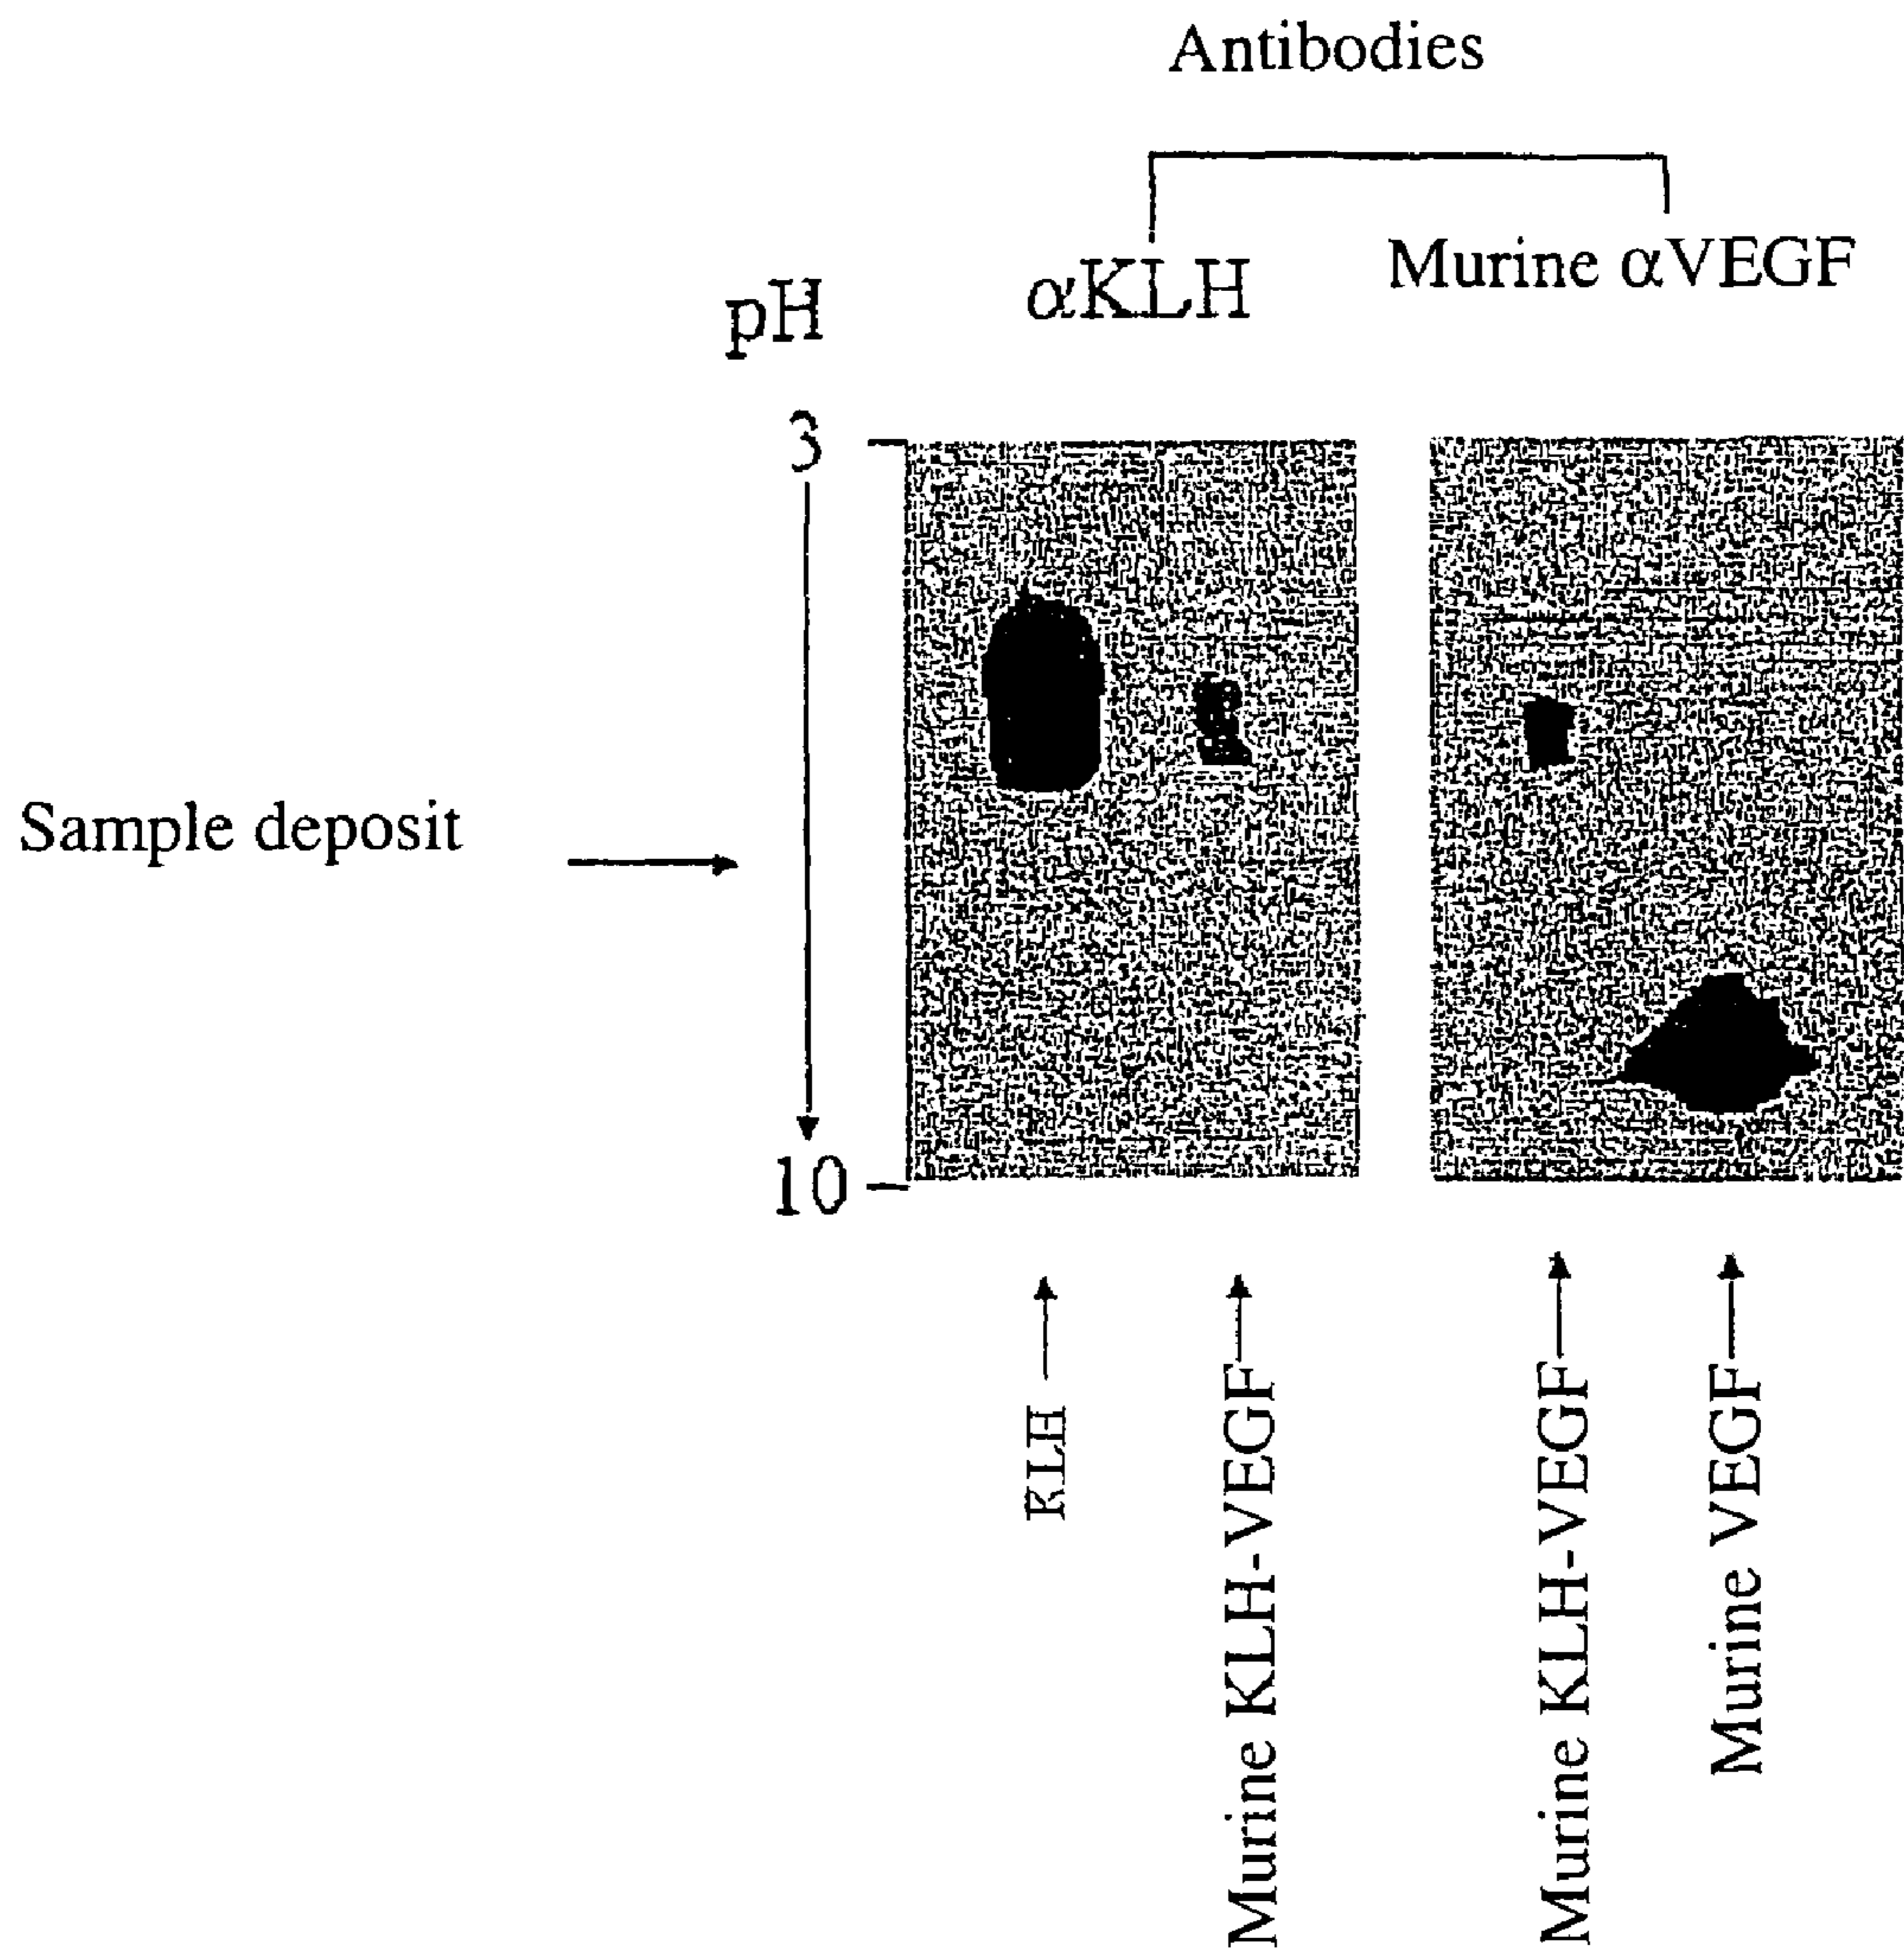 Antibodies
pH
αKLH
Murine αVEGF
3
Sample deposit
10
KLH
Murine KLH-VEGF
Murine KLH-VEGF
Murine VEGF